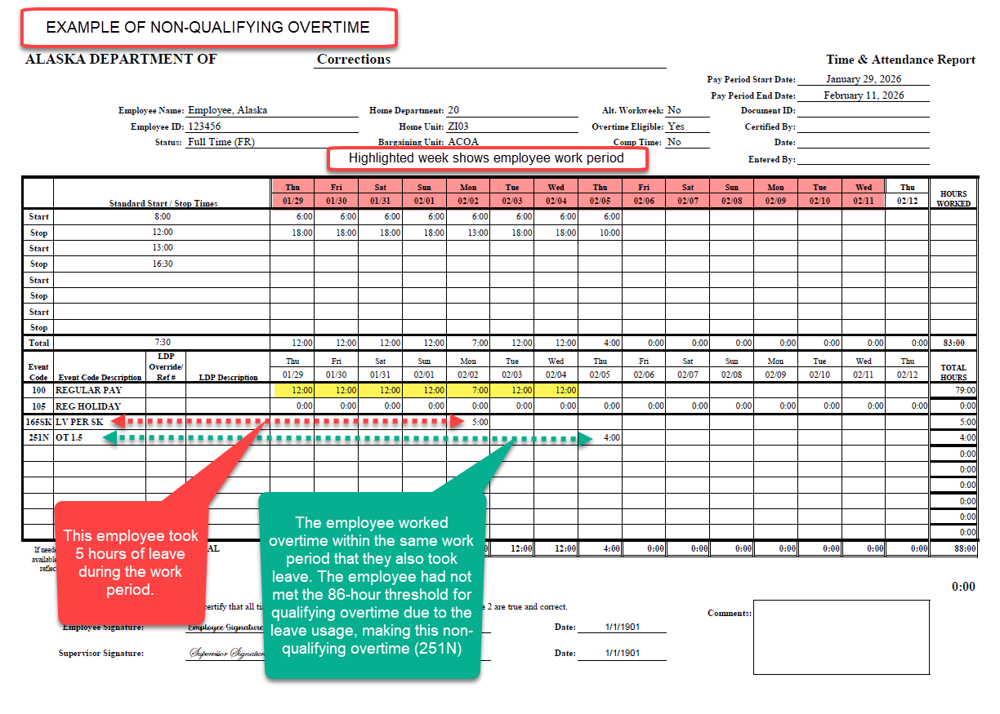 EXAMPLE OF NON-QUALIFYING OVERTIME
ALASKA DEPARTMENT OF Corrections Time & Attendance Report
Pay Period Start Date: January 29, 2026
Pay Period End Date: February 11, 2026
Employee Name: Employee, Alaska Home Department: 20 Alt. Workweek: No Document ID:
Employee ID: 123456 Home Unit: ZI03 Overtime Eligible: Yes Certified By:
Status: Full Time (FR) Bargaining Unit: ACOA Comp Time: No Date:
Highlighted week shows employee work period
Entered By:
Thu Fri Sat Sun Mon Tue Wed Thu Fri Sat Sun Mon Tue Wed Thu
Standard Start / Stop Times 01/29 01/30 01/31 02/01 02/02 02/03 02/04 02/05 02/06 02/07 02/08 02/09 02/10 02/11 02/12 HOURS WORKED
Start 8:00 6:00 6:00 6:00 6:00 6:00 6:00 6:00 6:00
Stop 12:00 18:00 18:00 18:00 18:00 13:00 18:00 18:00 10:00
Start 13:00
Stop 16:30
Start
Stop
Start
Stop
Total 7:30 12:00 12:00 12:00 12:00 7:00 12:00 12:00 4:00 0:00 0:00 0:00 0:00 0:00 0:00 0:00 83:00
Event Code Event Code Description LDP Override/ Ref # LDP Description
Thu Fri Sat Sun Mon Tue Wed Thu Fri Sat Sun Mon Tue Wed Thu
01/29 01/30 01/31 02/01 02/02 02/03 02/04 02/05 02/06 02/07 02/08 02/09 02/10 02/11 02/12 TOTAL HOURS
100 REGULAR PAY 12:00 12:00 12:00 12:00 7:00 12:00 12:00 79:00
105 REG HOLIDAY 0:00 0:00 0:00 0:00 0:00 0:00 0:00 0:00 0:00 0:00 0:00 0:00 0:00 0:00 0:00 0:00
165SK LV PER SK 5:00 5:00
251N OT 1.5 4:00 4:00
0:00
0:00
0:00
0:00
0:00
0:00
12:00 12:00 4:00 0:00 0:00 0:00 0:00 0:00 0:00 0:00 88:00
This employee took
5 hours of leave
during the work
period.
The employee worked
overtime within the same work
period that they also took
leave. The employee had not
met the 86-hour threshold for
qualifying overtime due to the
leave usage, making this non-
qualifying overtime (251N)
0:00
certify that all 2 are true and correct.
Comments:
Employee Signature: Employee Signature Date: 1/1/1901
Supervisor Signature: Supervisor Signature Date: 1/1/1901